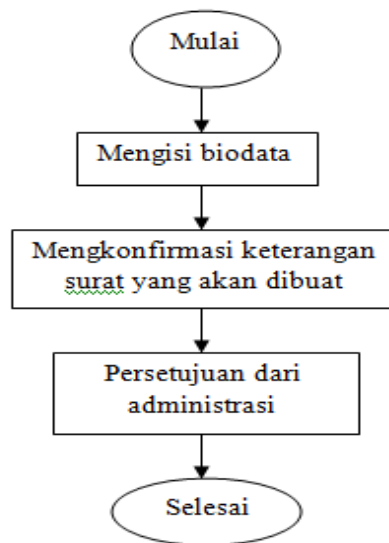 Mulai
Mengisi biodata
Mengkonfirmasi keterangan
surat yang akan dibuat
Persetujuan dari
administrasi
Selesai